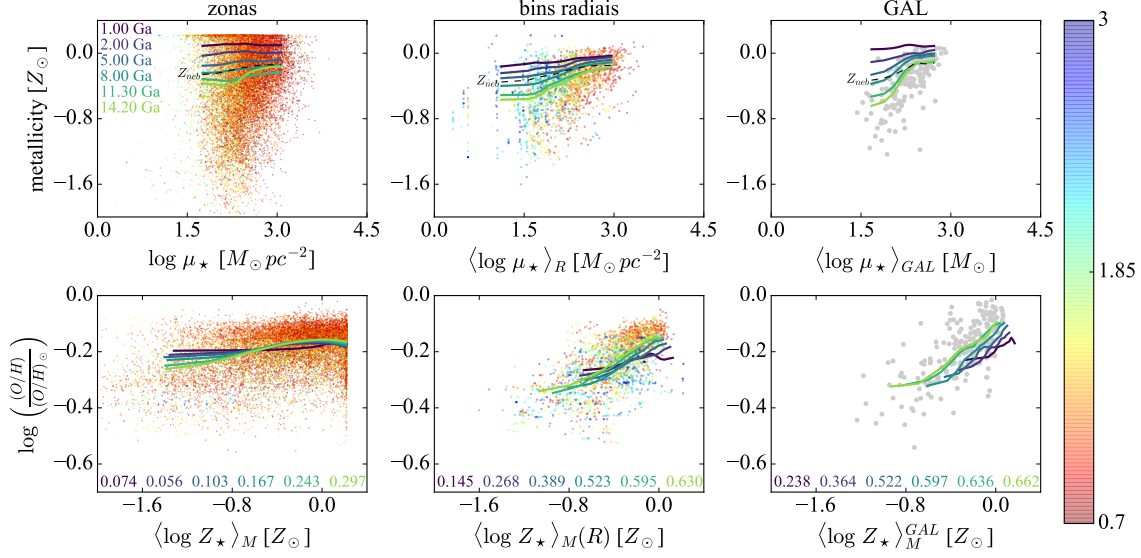 zonas
bins radiais
GAL
metallicity [Z⊙]
0.0
−0.8
−1.6
1.00 Ga
2.00 Ga
5.00 Ga
8.00 Ga
11.30 Ga
14.20 Ga
Z_neb
0.0 1.5 3.0 4.5
log μ⋆ [M⊙ pc⁻²]
0.0
−0.8
−1.6
Z_neb
0.0 1.5 3.0 4.5
⟨log μ⋆⟩_R [M⊙ pc⁻²]
0.0
−0.8
−1.6
Z_neb
0.0 1.5 3.0 4.5
⟨log μ⋆⟩_GAL [M⊙]
log ((O/H)/(O/H)⊙)
0.0
−0.2
−0.4
−0.6
0.074 0.056 0.103 0.167 0.243 0.297
−1.6 −0.8 0.0
⟨log Z⋆⟩_M [Z⊙]
0.0
−0.2
−0.4
−0.6
0.145 0.268 0.389 0.523 0.595 0.630
−1.6 −0.8 0.0
⟨log Z⋆⟩_M(R) [Z⊙]
0.0
−0.2
−0.4
−0.6
0.238 0.364 0.522 0.597 0.636 0.662
−1.6 −0.8 0.0
⟨log Z⋆⟩_M^GAL [Z⊙]
3
1.85
0.7